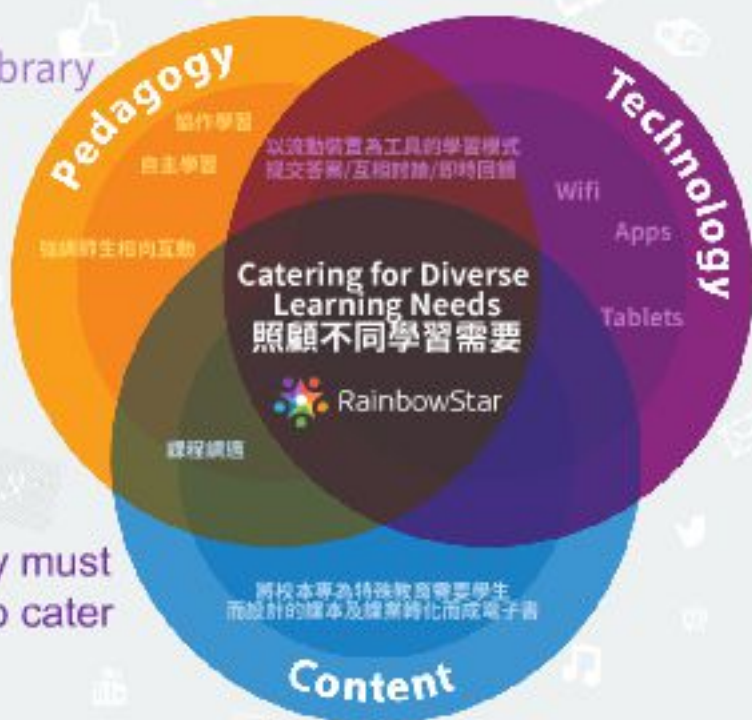 brary
Pedagogy
協作學習
自主學習
強調師生相向互動
以流動裝置為工具的學習模式
提交答案/互相討論/即時回饋
Technology
Wifi
Apps
Tablets
Catering for Diverse
Learning Needs
照顧不同學習需要
RainbowStar
課程調適
y must
o cater
將校本專為特殊教育需要學生
而設計的課本及課業轉化而成電子書
Content